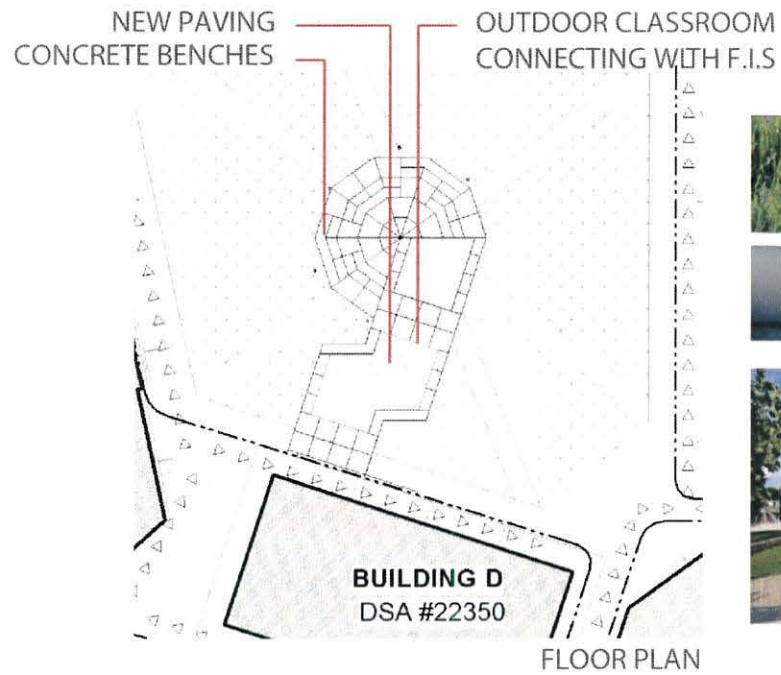 NEW PAVING
CONCRETE BENCHES
OUTDOOR CLASSROOM
CONNECTING WITH F.I.S
BUILDING D
DSA #22350
FLOOR PLAN